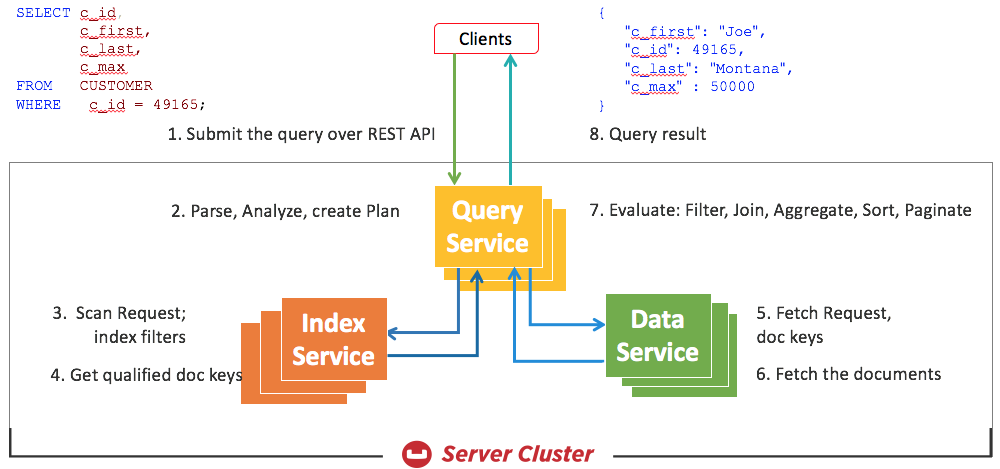 SELECT c_id,
c_first,
c_last,
c_max
FROM CUSTOMER
WHERE c_id = 49165;
Clients
{
"c_first": "Joe",
"c_id": 49165,
"c_last": "Montana",
"c_max" : 50000
}
1. Submit the query over REST API
8. Query result
2. Parse, Analyze, create Plan
Query
Service
7. Evaluate: Filter, Join, Aggregate, Sort, Paginate
3. Scan Request;
index filters
4. Get qualified doc keys
Index
Service
Data
Service
5. Fetch Request,
doc keys
6. Fetch the documents
Server Cluster